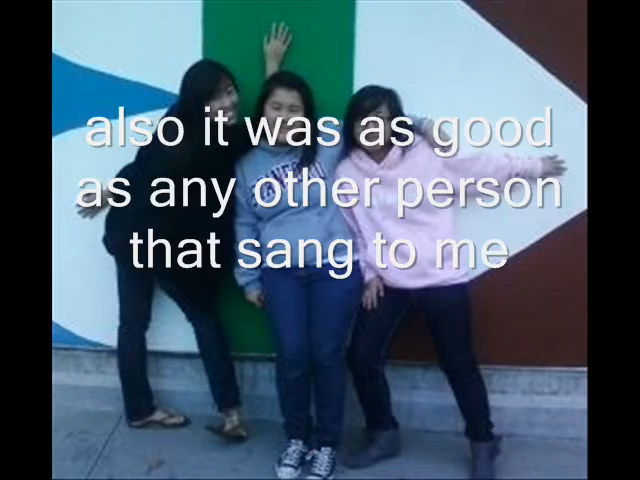 also it was as good
as any other person
that sang to me